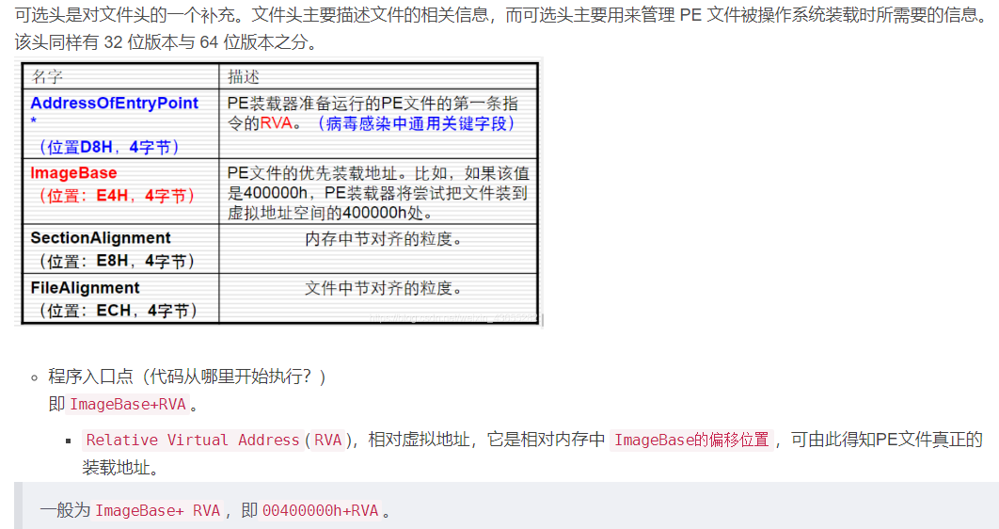 可选头是对文件头的一个补充。文件头主要描述文件的相关信息，而可选头主要用来管理 PE 文件被操作系统装载时所需要的信息。
该头同样有 32 位版本与 64 位版本之分。
名字
描述
AddressOfEntryPoint
*
（位置D8H，4字节）
PE装载器准备运行的PE文件的第一条指
令的RVA。（病毒感染中通用关键字段）
ImageBase
（位置：E4H，4字节）
PE文件的优先装载地址。比如，如果该值
是400000h，PE装载器将尝试把文件装到
虚拟地址空间的400000h处。
SectionAlignment
（位置：E8H，4字节）
内存中节对齐的粒度。
FileAlignment
（位置：ECH，4字节）
文件中节对齐的粒度。
程序入口点（代码从哪里开始执行？）
即 ImageBase+RVA 。
Relative Virtual Address ( RVA )，相对虚拟地址，它是相对内存中 ImageBase的偏移位置 ，可由此得知PE文件真正的
装载地址。
一般为 ImageBase+ RVA ，即 00400000h+RVA 。